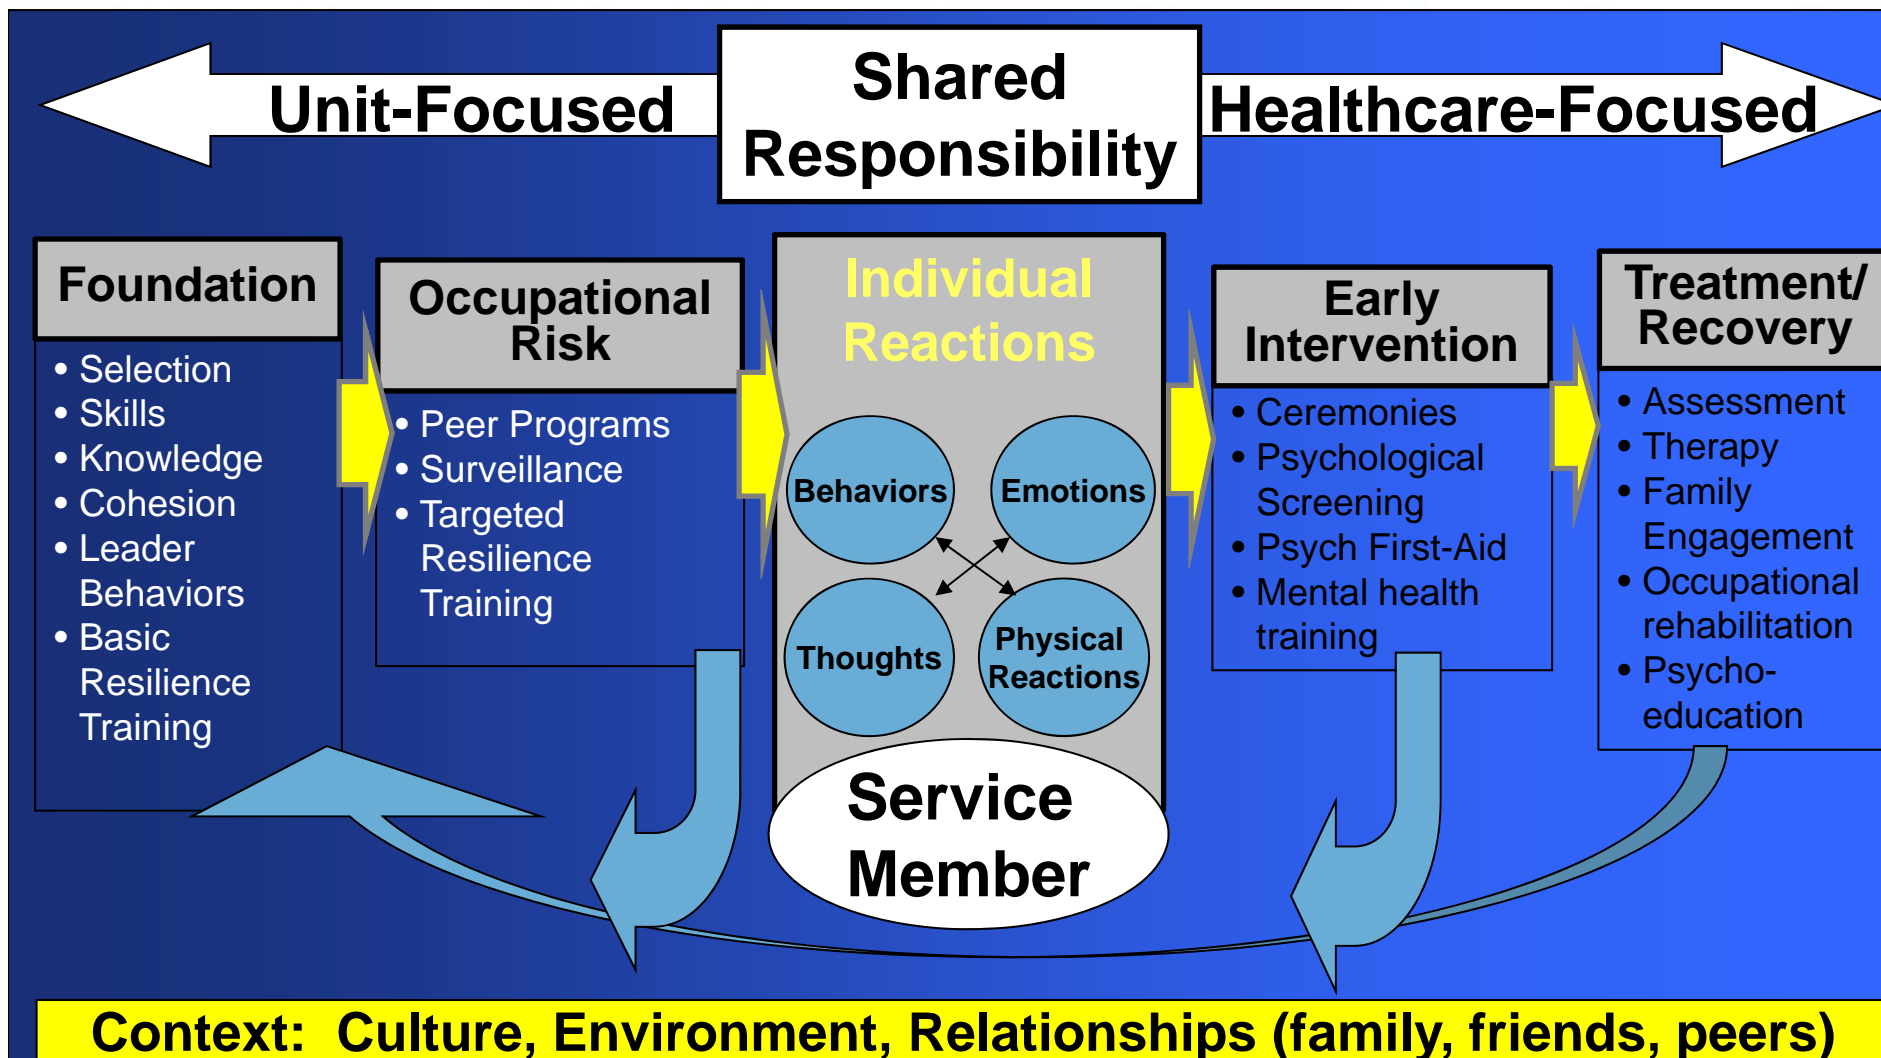 Unit-Focused
Shared
Responsibility
Healthcare-Focused
Foundation
• Selection
• Skills
• Knowledge
• Cohesion
• Leader
Behaviors
• Basic
Resilience
Training
Occupational
Risk
• Peer Programs
• Surveillance
• Targeted
Resilience
Training
Individual
Reactions
Behaviors
Emotions
Thoughts
Physical
Reactions
Service
Member
Early
Intervention
• Ceremonies
• Psychological
Screening
• Psych First-Aid
• Mental health
training
Treatment/
Recovery
• Assessment
• Therapy
• Family
Engagement
• Occupational
rehabilitation
• Psycho-
education
Context: Culture, Environment, Relationships (family, friends, peers)